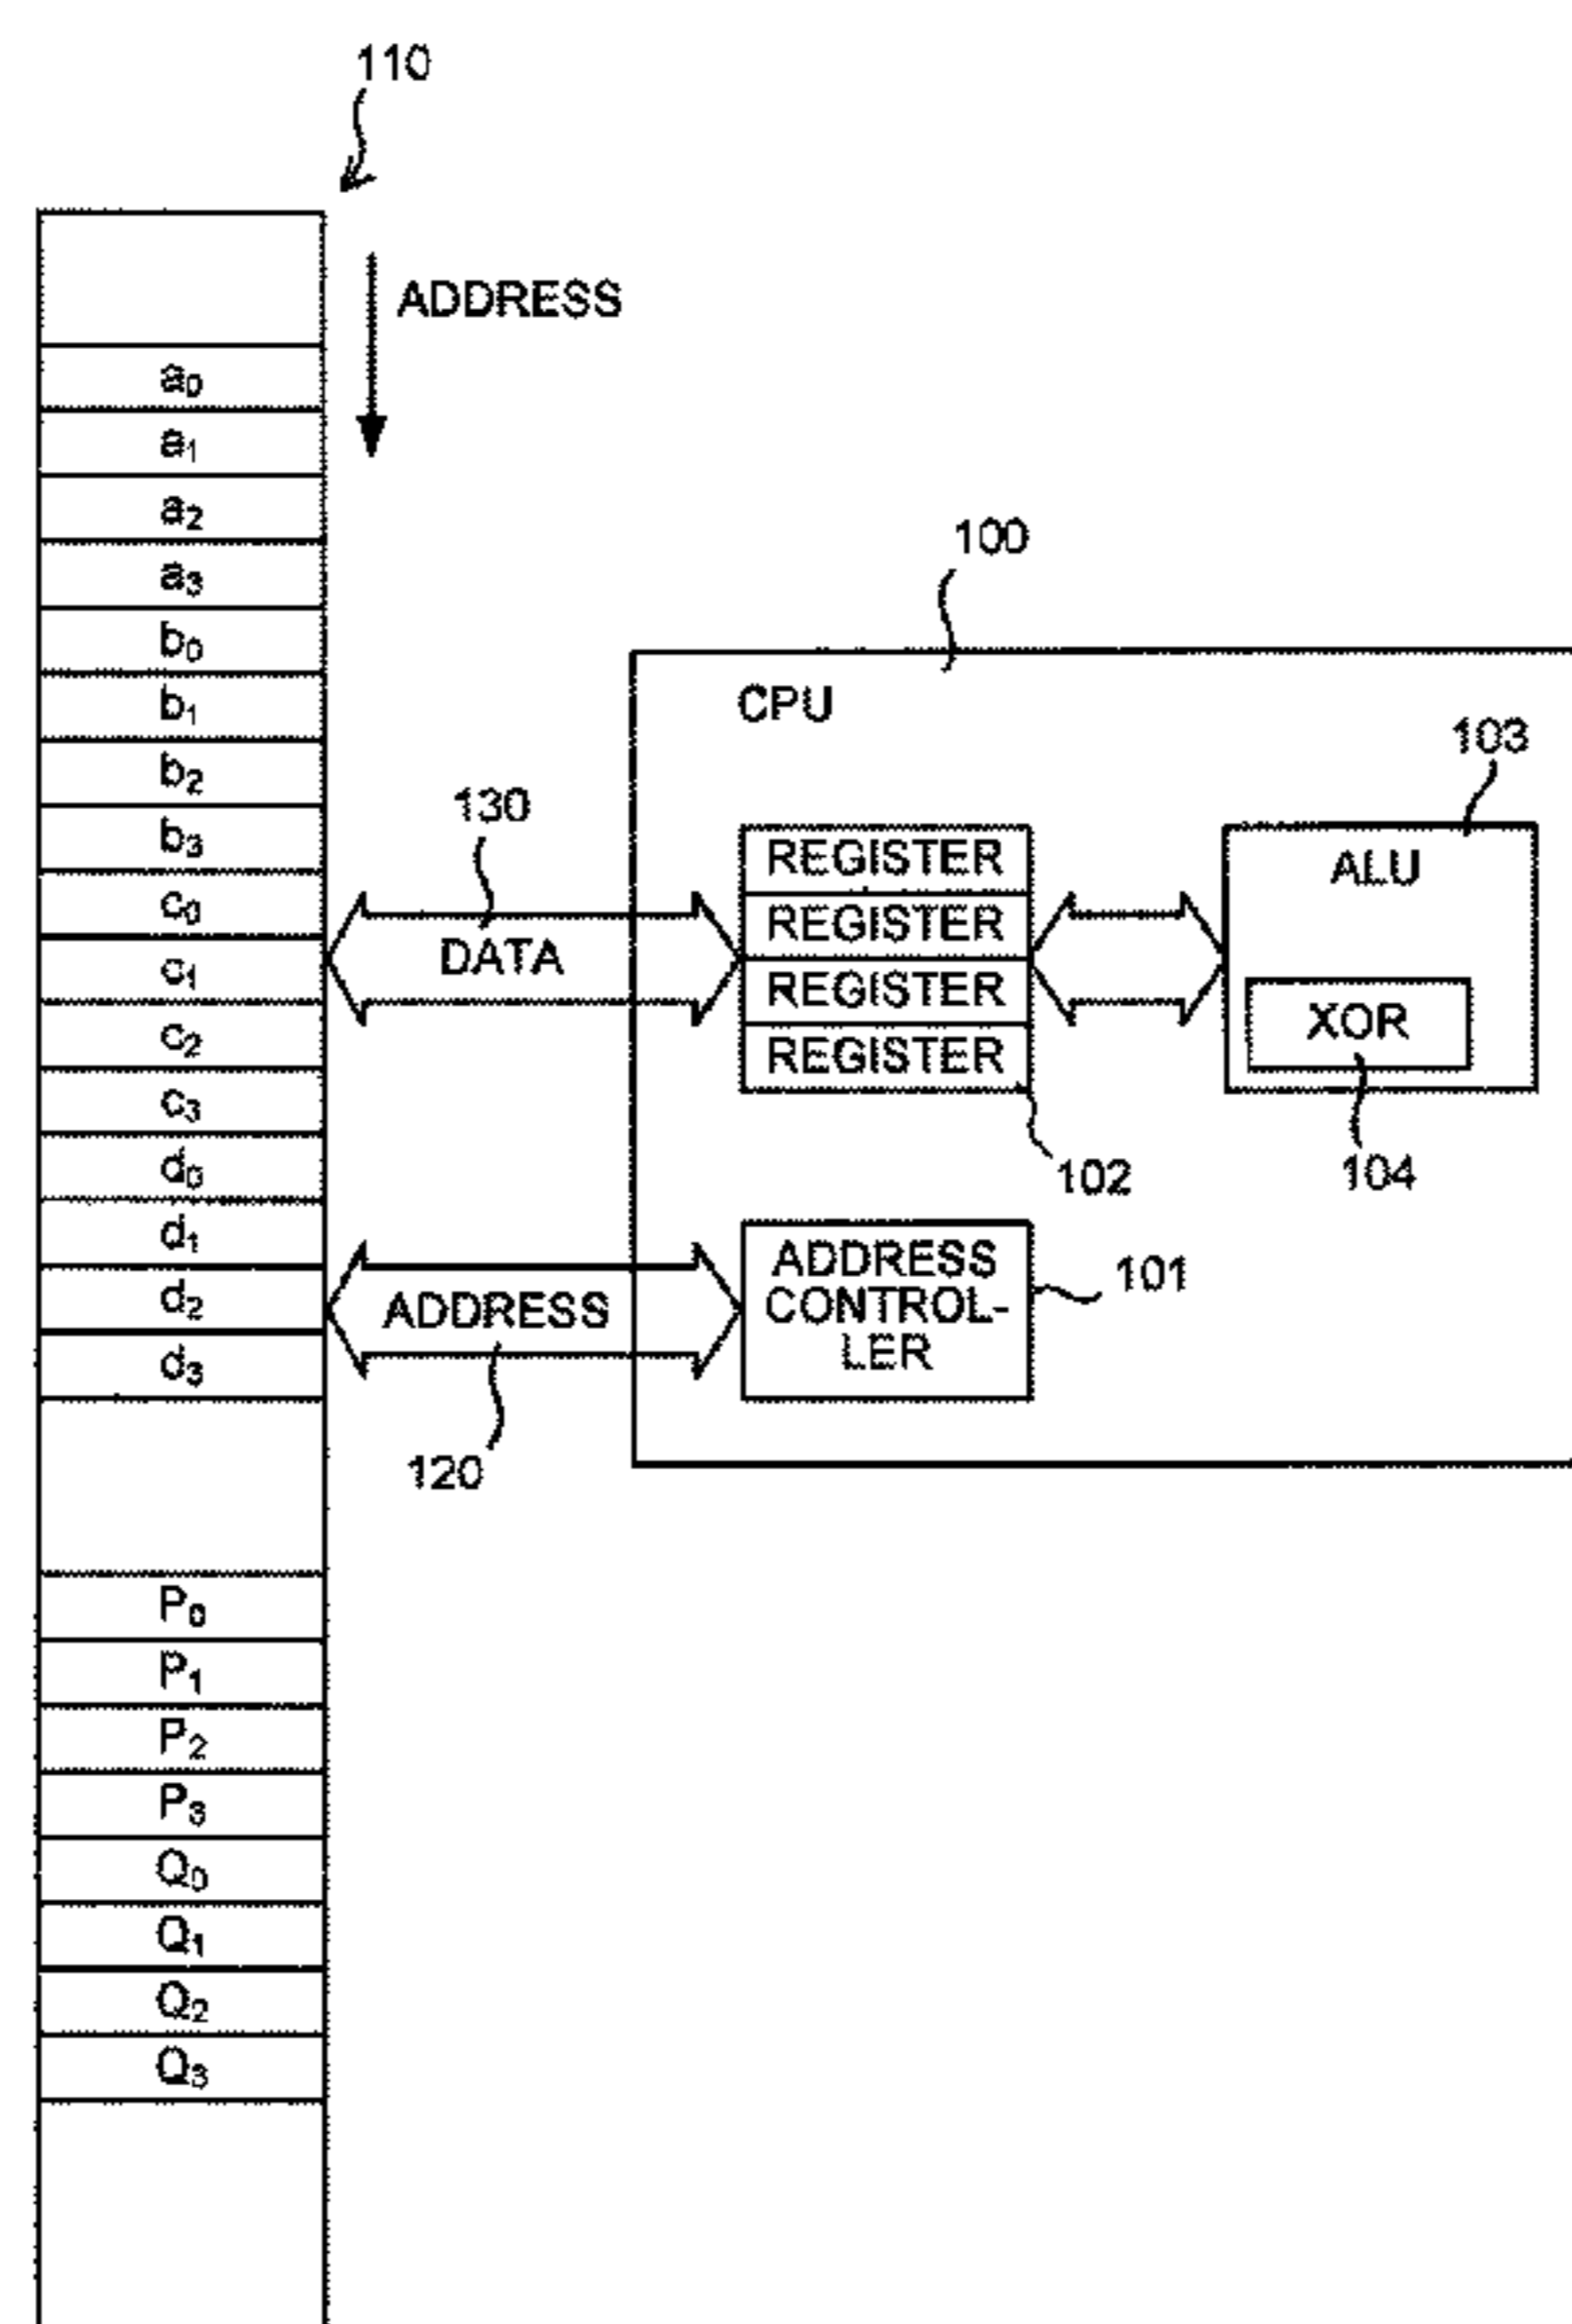 110
ADDRESS
a₀
a₁
a₂
a₃
b₀
b₁
b₂
b₃
c₀
c₁
c₂
c₃
d₀
d₁
d₂
d₃
P₀
P₁
P₂
P₃
Q₀
Q₁
Q₂
Q₃
130
DATA
ADDRESS
120
100
CPU
REGISTER
REGISTER
REGISTER
REGISTER
102
103
ALU
XOR
104
ADDRESS
CONTROL-
LER
101